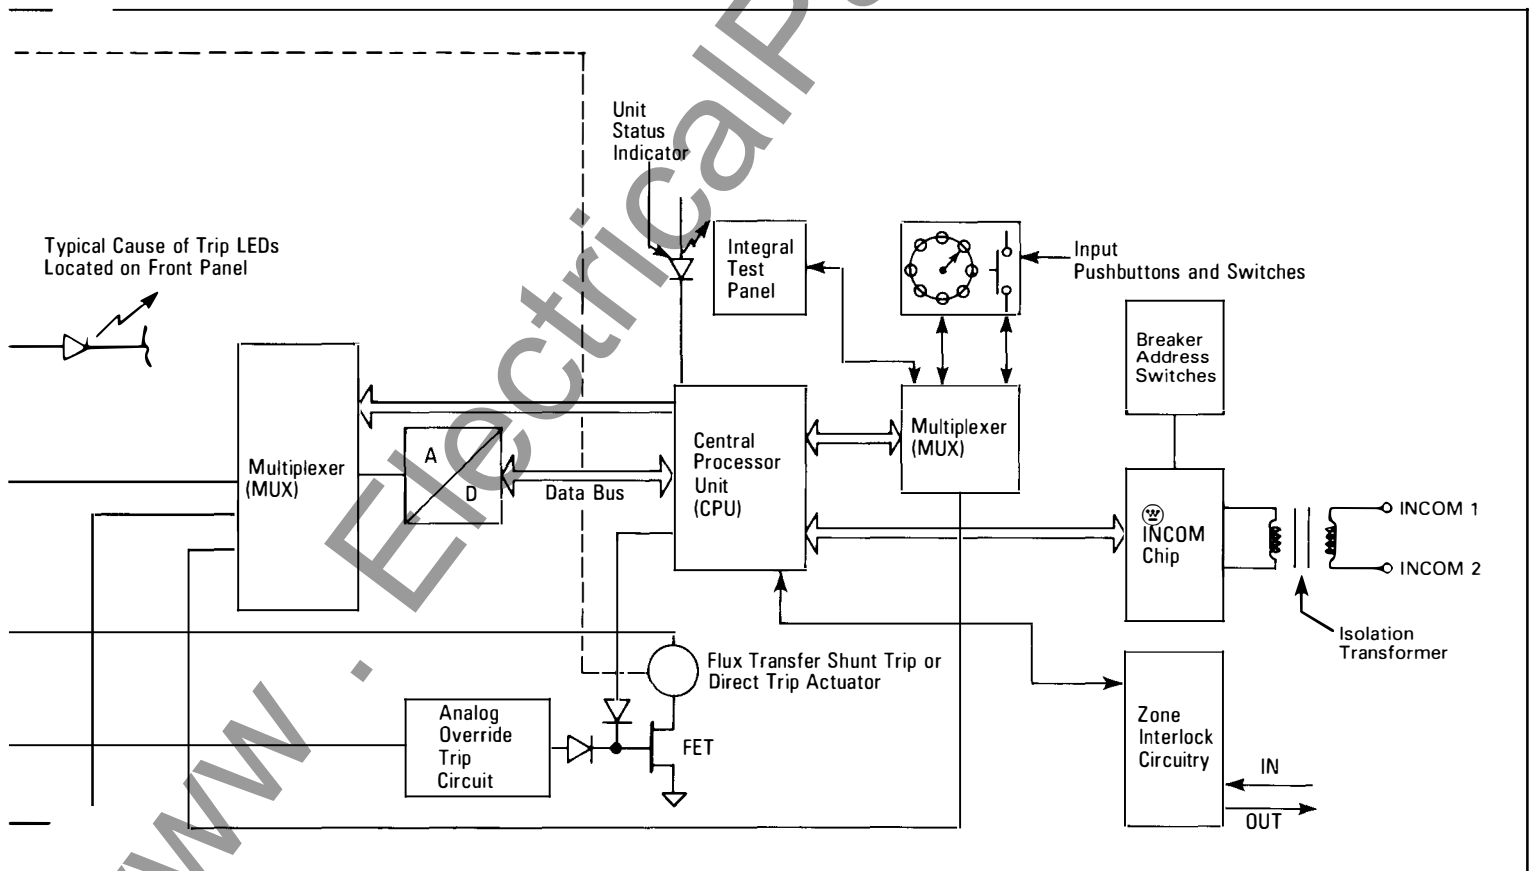 Unit
Status
Indicator
Typical Cause of Trip LEDs
Located on Front Panel
Integral
Test
Panel
Input
Pushbuttons and Switches
Breaker
Address
Switches
Multiplexer
(MUX)
A
D
Data Bus
Central
Processor
Unit
(CPU)
Multiplexer
(MUX)
W
INCOM
Chip
INCOM 1
INCOM 2
Isolation
Transformer
Flux Transfer Shunt Trip or
Direct Trip Actuator
Analog
Override
Trip
Circuit
FET
Zone
Interlock
Circuitry
IN
OUT
www . ElectricalP